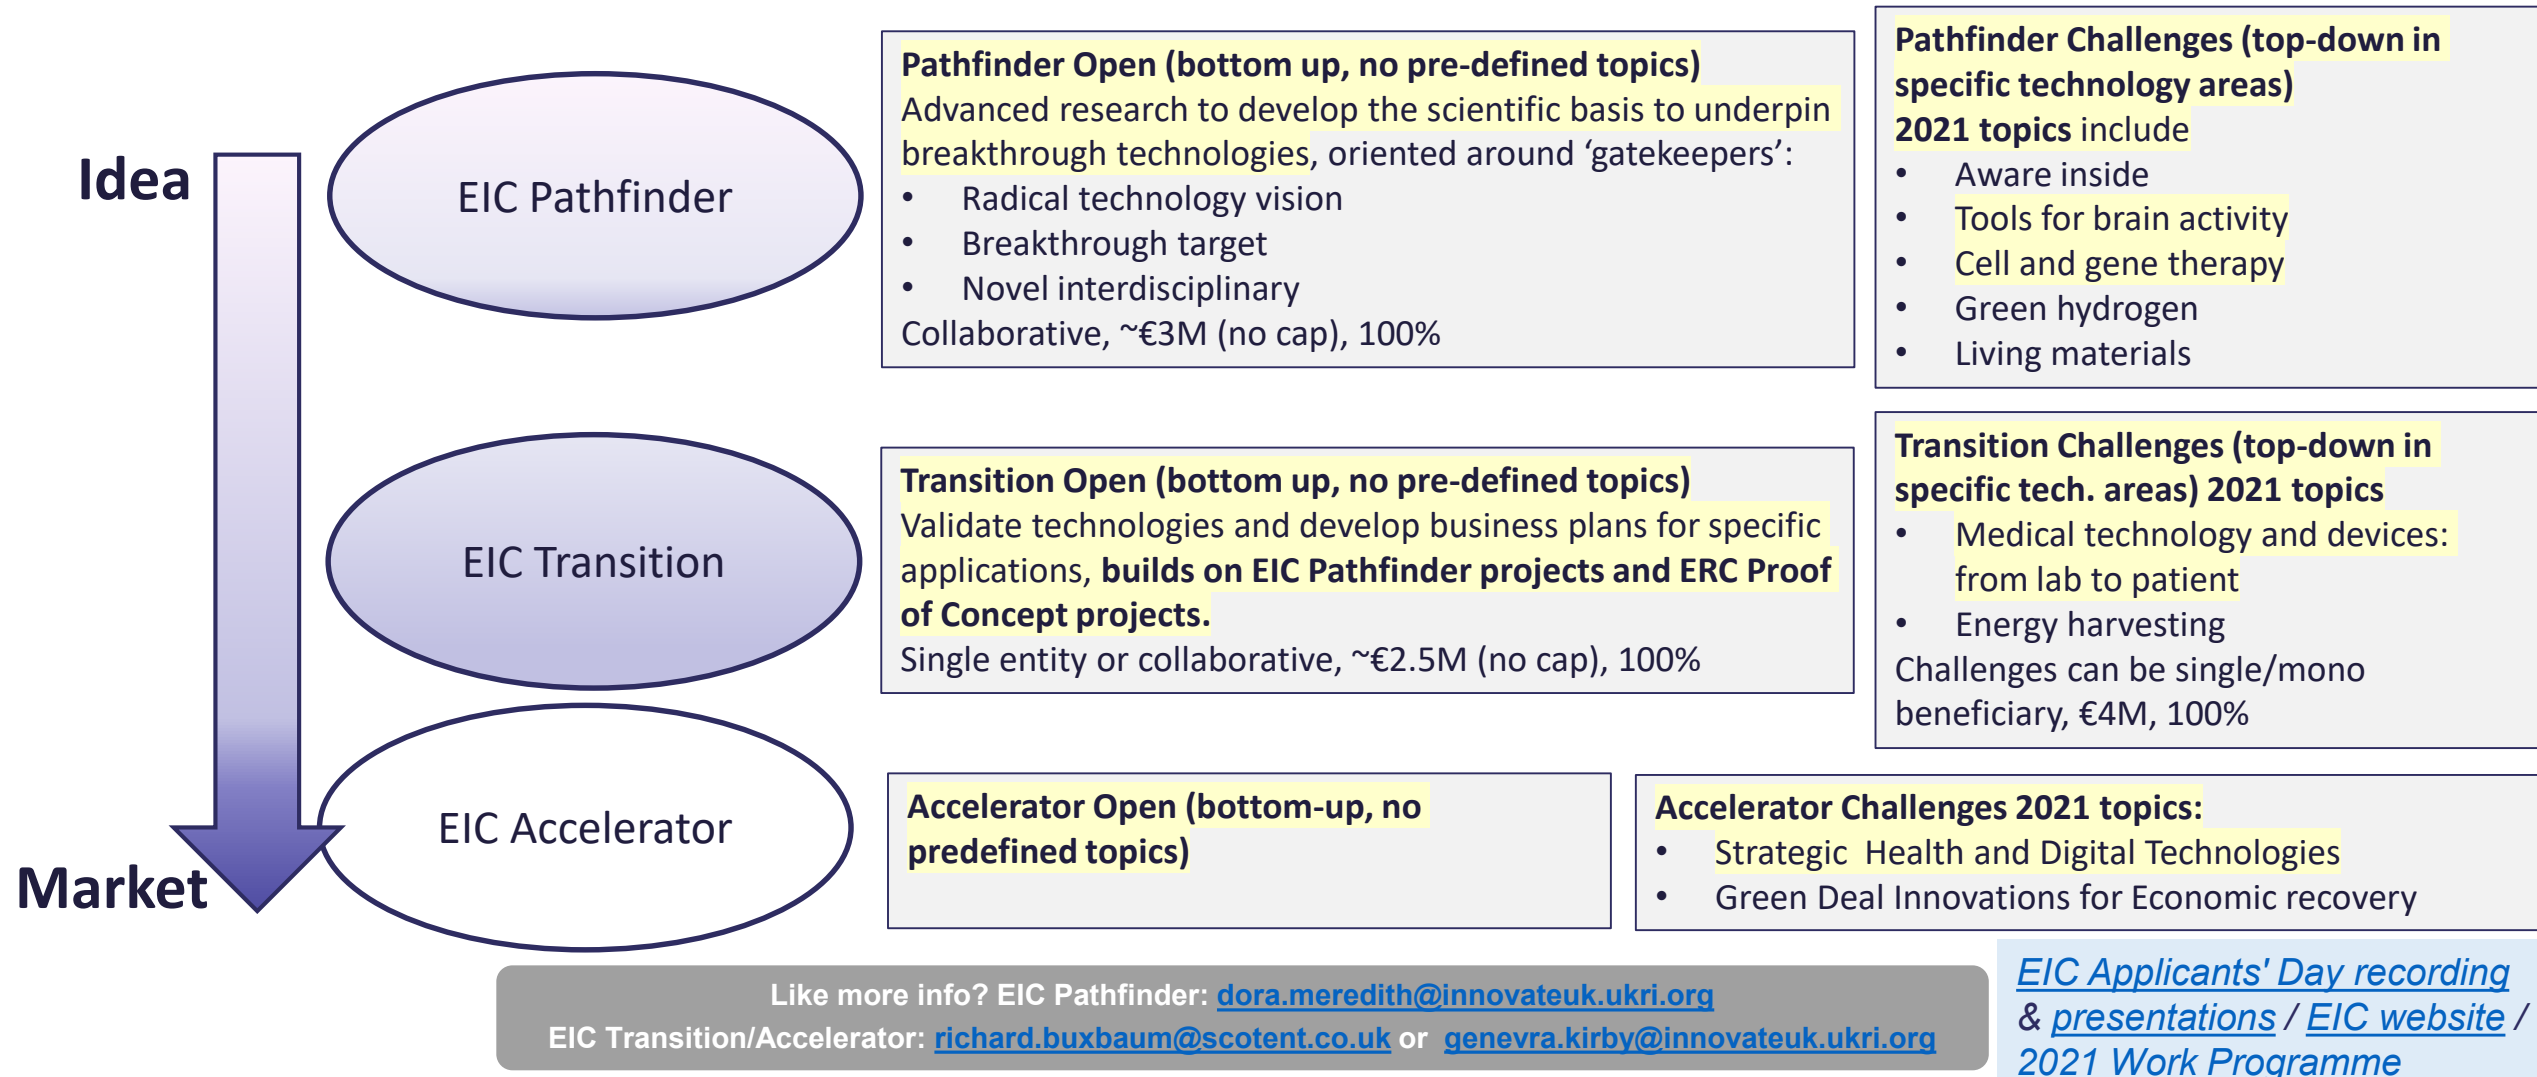 Idea
Market
EIC Pathfinder
Pathfinder Open (bottom up, no pre-defined topics)
Advanced research to develop the scientific basis to underpin
breakthrough technologies, oriented around ‘gatekeepers’:
• Radical technology vision
• Breakthrough target
• Novel interdisciplinary
Collaborative, ~€3M (no cap), 100%
Pathfinder Challenges (top-down in
specific technology areas)
2021 topics include
• Aware inside
• Tools for brain activity
• Cell and gene therapy
• Green hydrogen
• Living materials
EIC Transition
Transition Open (bottom up, no pre-defined topics)
Validate technologies and develop business plans for specific
applications, builds on EIC Pathfinder projects and ERC Proof
of Concept projects.
Single entity or collaborative, ~€2.5M (no cap), 100%
Transition Challenges (top-down in
specific tech. areas) 2021 topics
• Medical technology and devices:
from lab to patient
• Energy harvesting
Challenges can be single/mono
beneficiary, €4M, 100%
EIC Accelerator
Accelerator Open (bottom-up, no
predefined topics)
Accelerator Challenges 2021 topics:
• Strategic  Health and Digital Technologies
• Green Deal Innovations for Economic recovery
Like more info? EIC Pathfinder: dora.meredith@innovateuk.ukri.org
EIC Transition/Accelerator: richard.buxbaum@scotent.co.uk or  genevra.kirby@innovateuk.ukri.org
EIC Applicants' Day recording
& presentations / EIC website /
2021 Work Programme